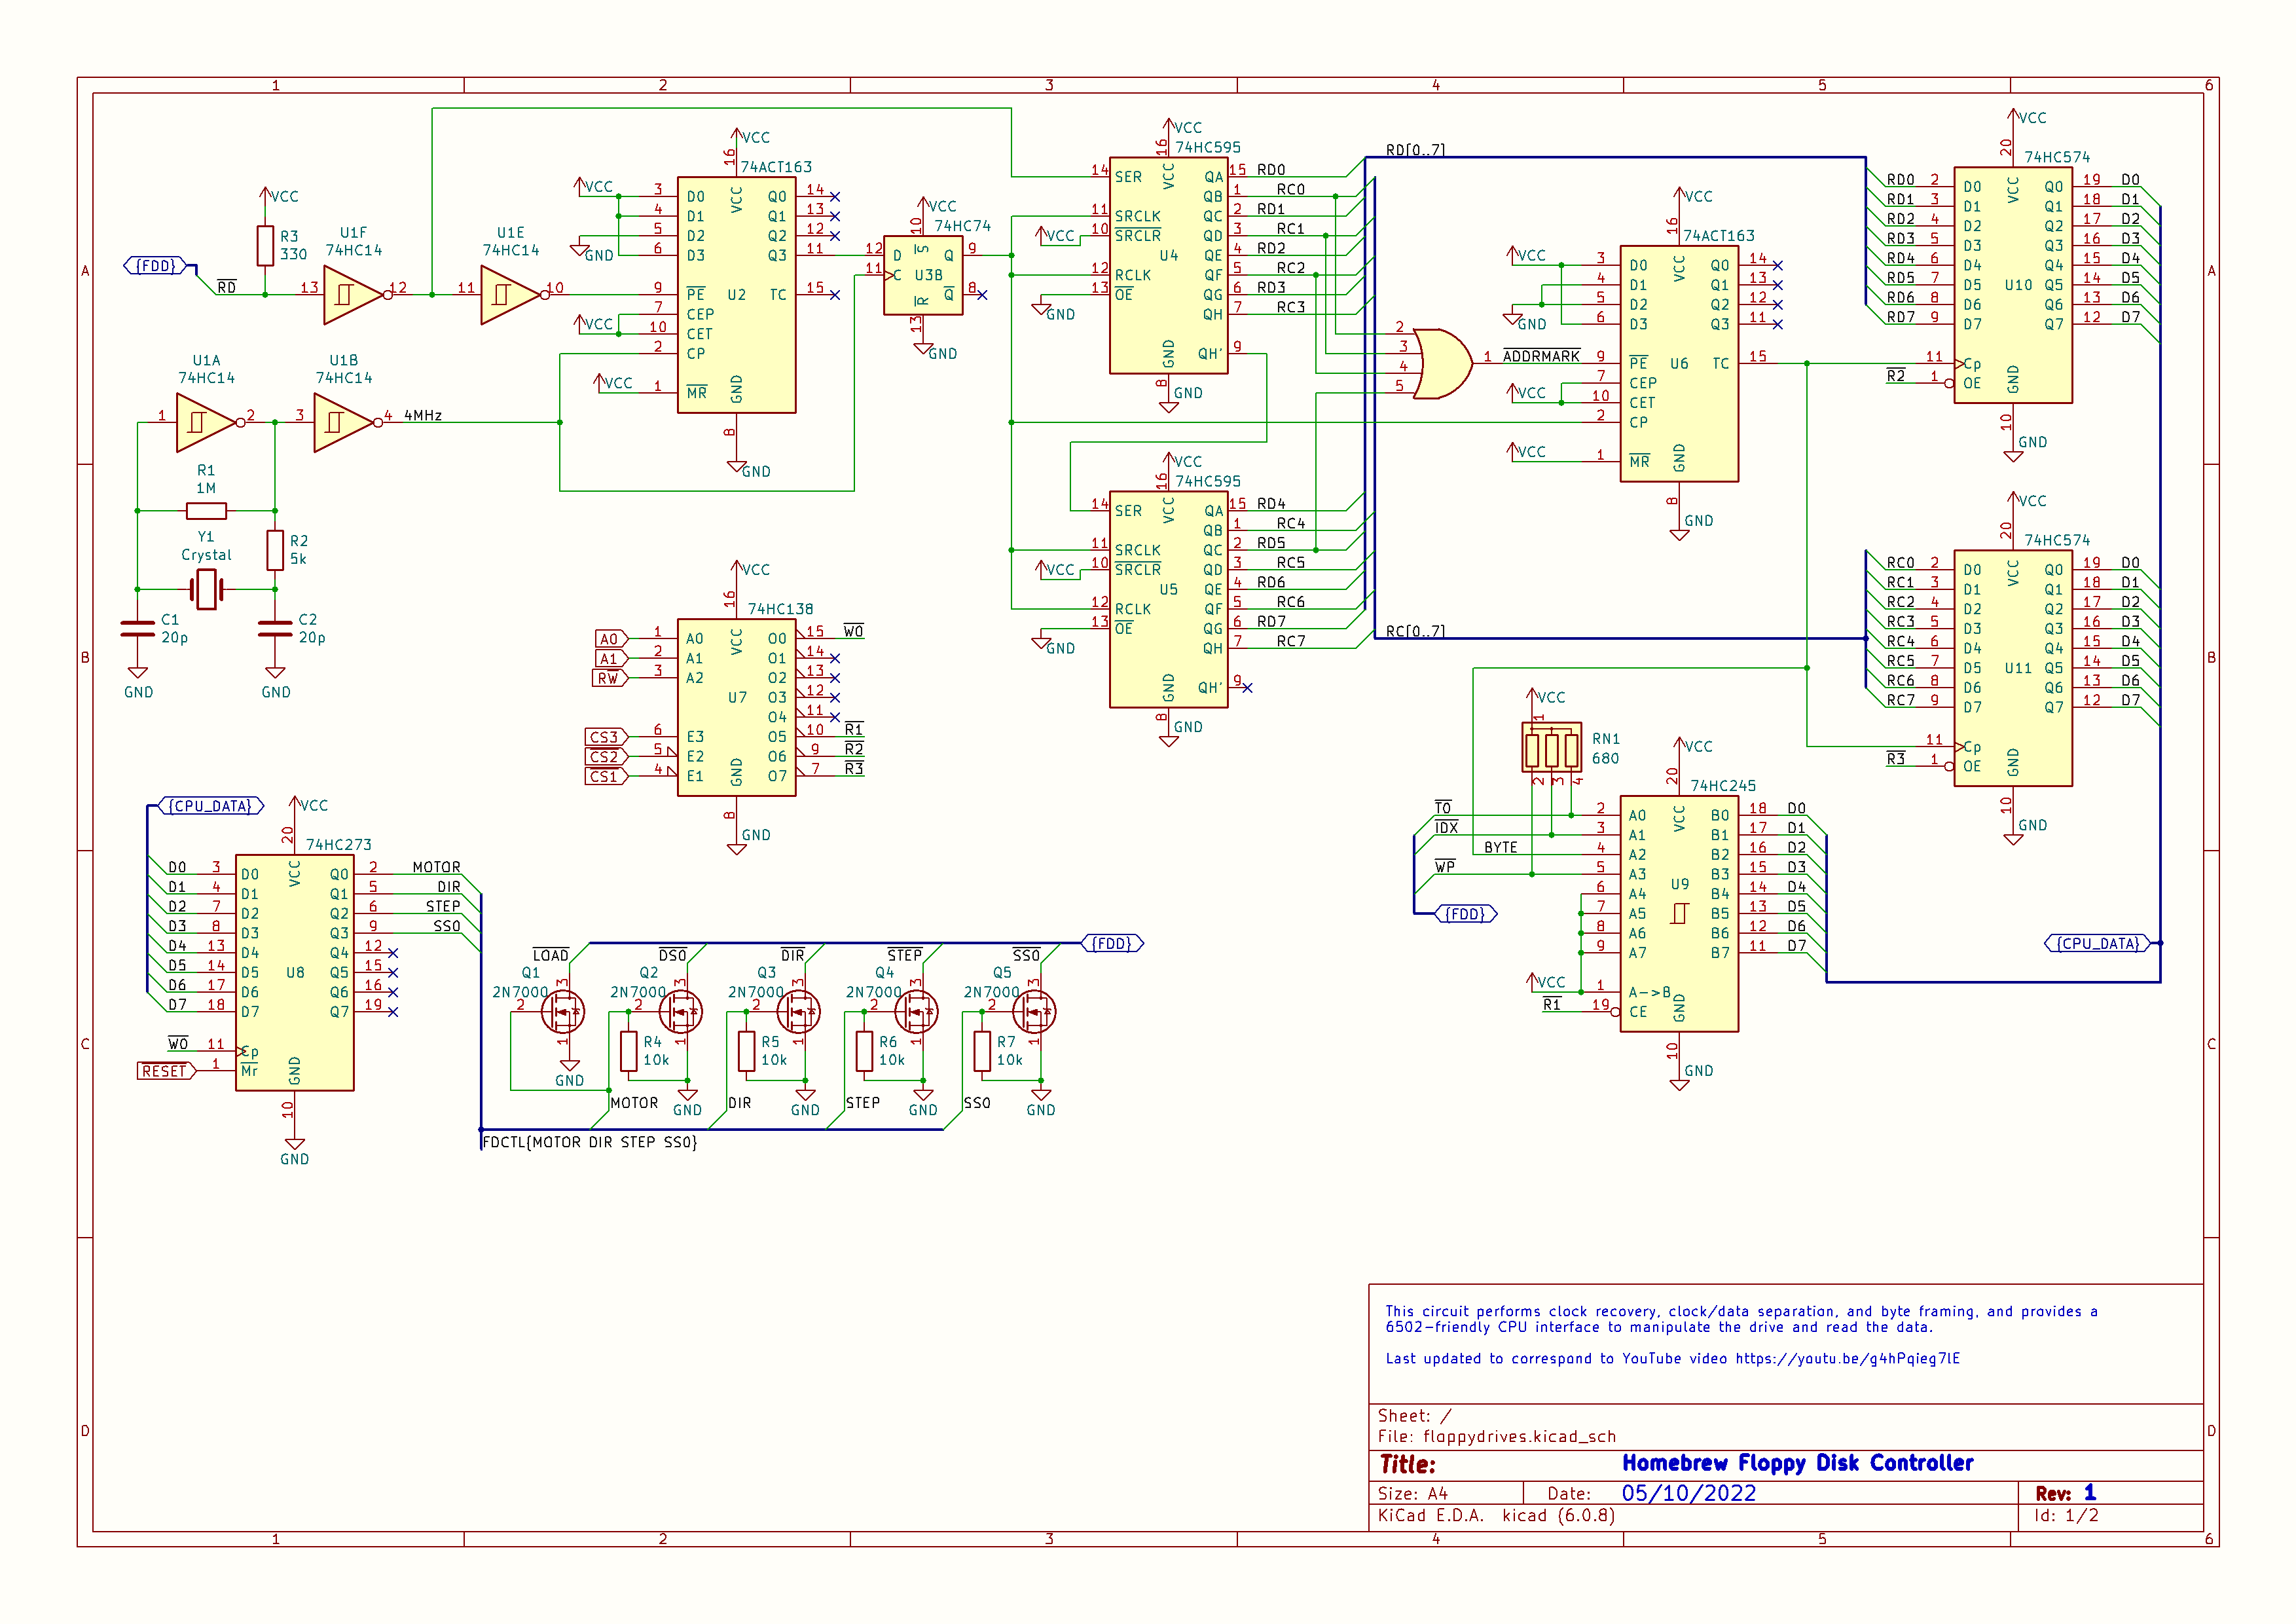 1 2 3 4 5 6
A
B
C
D
{FDD}
RD
VCC
R3
330
U1F
74HC14
13 12
U1E
74HC14
11 10
U1A
74HC14
1 2
U1B
74HC14
3 4
4MHz
R1
1M
Y1
Crystal
R2
5k
C1
20p
C2
20p
GND
GND
VCC
16
74ACT163
VCC
3 D0 VCC Q0 14
4 D1 Q1 13
5 D2 Q2 12
GND
6 D3 Q3 11
9 PE U2 TC 15
7 CEP
VCC
10 CET
2 CP
VCC
1 MR GND
8
GND
VCC
10
74HC74
12 D S Q 9
11 C U3B
R Q 8
13
GND
VCC
16
74HC595
14 SER VCC QA 15 RD0
QB 1 RC0
11 SRCLK QC 2 RD1
VCC
10 SRCLR QD 3 RC1
U4 QE 4 RD2
12 RCLK QF 5 RC2
13 OE QG 6 RD3
GND
QH 7 RC3
GND QH' 9
8
GND
VCC
16
74HC595
14 SER VCC QA 15 RD4
QB 1 RC4
11 SRCLK QC 2 RD5
VCC
10 SRCLR QD 3 RC5
U5 QE 4 RD6
12 RCLK QF 5 RC6
13 OE QG 6 RD7
GND
QH 7 RC7
GND QH' 9
8
GND
RD[0..7]
RC[0..7]
2
3
4
5
1 ADDRMARK
VCC
16
74ACT163
VCC
3 D0 VCC Q0 14
4 D1 Q1 13
5 D2 Q2 12
GND
6 D3 Q3 11
9 PE U6 TC 15
7 CEP
VCC
10 CET
2 CP
VCC
1 MR GND
8
GND
VCC
20
74HC574
RD0 2 D0 VCC Q0 19 D0
RD1 3 D1 Q1 18 D1
RD2 4 D2 Q2 17 D2
RD3 5 D3 Q3 16 D3
RD4 6 D4 Q4 15 D4
RD5 7 D5 U10 Q5 14 D5
RD6 8 D6 Q6 13 D6
RD7 9 D7 Q7 12 D7
11 Cp
R2 1 OE GND
10
GND
VCC
20
74HC574
RC0 2 D0 VCC Q0 19 D0
RC1 3 D1 Q1 18 D1
RC2 4 D2 Q2 17 D2
RC3 5 D3 Q3 16 D3
RC4 6 D4 Q4 15 D4
RC5 7 D5 U11 Q5 14 D5
RC6 8 D6 Q6 13 D6
RC7 9 D7 Q7 12 D7
11 Cp
R3 1 OE GND
10
GND
VCC
16
74HC138
A0 1 A0 VCC O0 15 W0
A1 2 A1 O1 14
RW 3 A2 O2 13
U7 O3 12
O4 11
CS3 6 E3 O5 10 R1
CS2 5 E2 O6 9 R2
CS1 4 E1 GND O7 7 R3
8
GND
VCC
1
RN1
680
2 3 4
VCC
20
74HC245
T0 2 A0 VCC B0 18 D0
IDX 3 A1 B1 17 D1
BYTE 4 A2 B2 16 D2
WP 5 A3 B3 15 D3
6 A4 U9 B4 14 D4
{FDD}
7 A5 B5 13 D5
8 A6 B6 12 D6
9 A7 B7 11 D7
VCC
1 A->B
R1 19 CE GND
10
GND
{CPU_DATA}
{CPU_DATA}
VCC
20
74HC273
D0 3 D0 VCC Q0 2 MOTOR
D1 4 D1 Q1 5 DIR
D2 7 D2 Q2 6 STEP
D3 8 D3 Q3 9 SS0
D4 13 D4 Q4 12
D5 14 D5 U8 Q5 15
D6 17 D6 Q6 16
D7 18 D7 Q7 19
W0 11 Cp
RESET 1 Mr GND
10
GND
{FDD}
LOAD DS0 DIR STEP SS0
Q1 3 Q2 3 Q3 3 Q4 3 Q5 3
2N7000 2N7000 2N7000 2N7000 2N7000
2 2 2 2 2
1 1 1 1 1
R4 R5 R6 R7
10k 10k 10k 10k
GND
MOTOR GND DIR GND STEP GND SS0 GND
FDCTL{MOTOR DIR STEP SS0}
This circuit performs clock recovery, clock/data separation, and byte framing, and provides a
6502-friendly CPU interface to manipulate the drive and read the data.
Last updated to correspond to YouTube video https://youtu.be/g4hPqieg7lE
Sheet: /
File: floppydrives.kicad_sch
Title: Homebrew Floppy Disk Controller
Size: A4 Date: 05/10/2022 Rev: 1
KiCad E.D.A. kicad (6.0.8) Id: 1/2
A
B
C
D
1 2 3 4 5 6